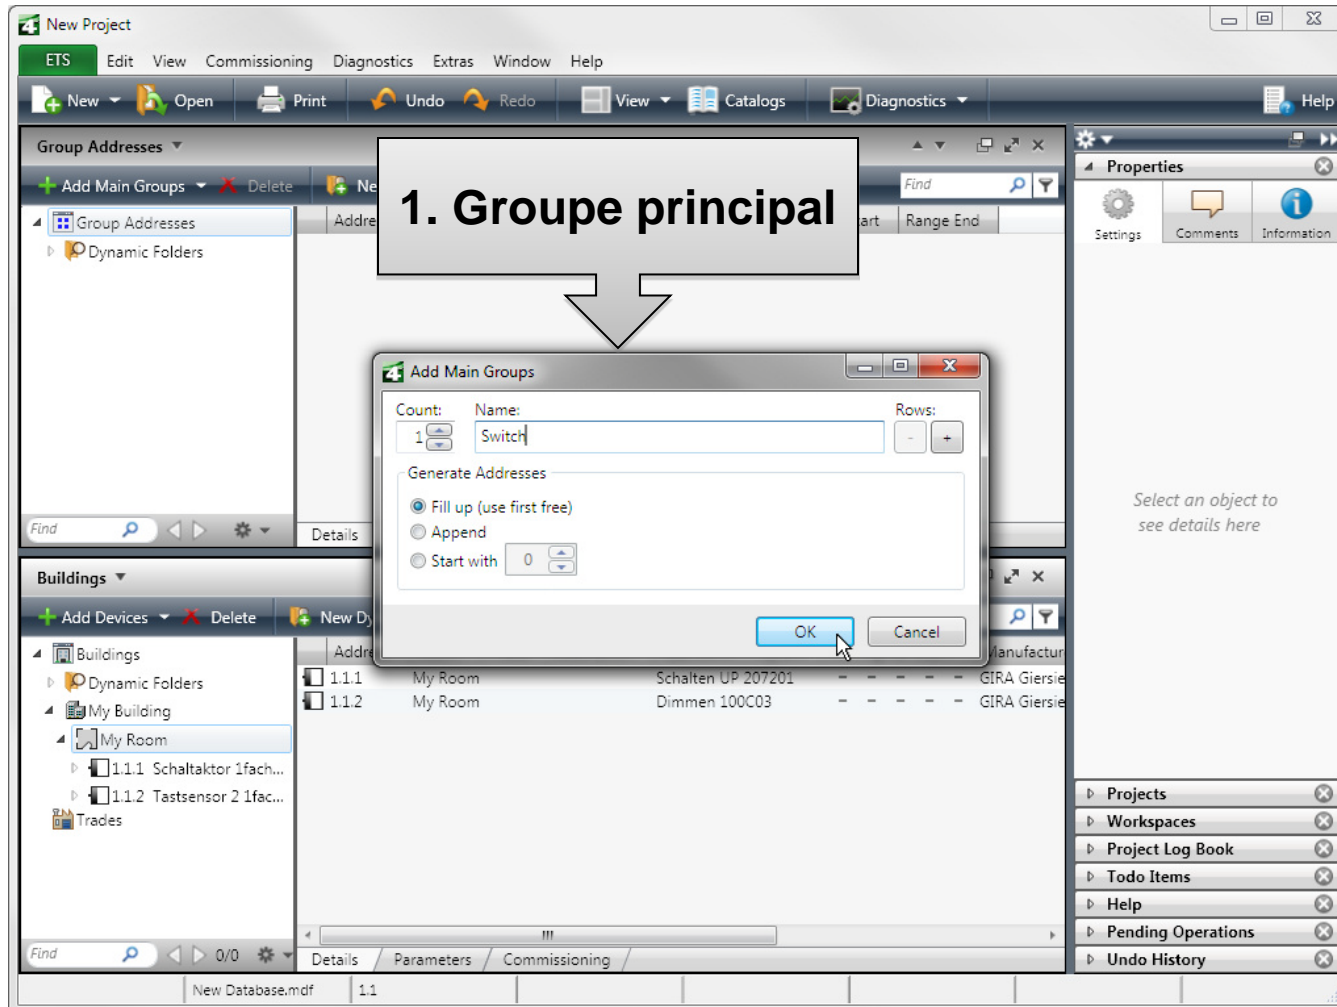 New Project
ETS Edit View Commissioning Diagnostics Extras Window Help
New Open Print Undo Redo View Catalogs Diagnostics Help
Group Addresses
Add Main Groups Delete
Find
Group Addresses
Dynamic Folders
Range End
1. Groupe principal
Properties
Settings Comments Information
Select an object to
see details here
Add Main Groups
Count: Name: Rows:
1 Switch - +
Generate Addresses
Fill up (use first free)
Append
Start with 0
OK Cancel
Find
Details
Buildings
Add Devices Delete
Buildings
Dynamic Folders
My Building
My Room
1.1.1 Schaltaktor 1fach...
1.1.2 Tastsensor 2 1fac...
Trades
1.1.1 My Room Schalten UP 207201 - - - - - GIRA Giersie
1.1.2 My Room Dimmen 100C03 - - - - - GIRA Giersie
Projects
Workspaces
Project Log Book
Todo Items
Help
Pending Operations
Undo History
Find 0/0
Details Parameters Commissioning
New Database.mdf 1.1